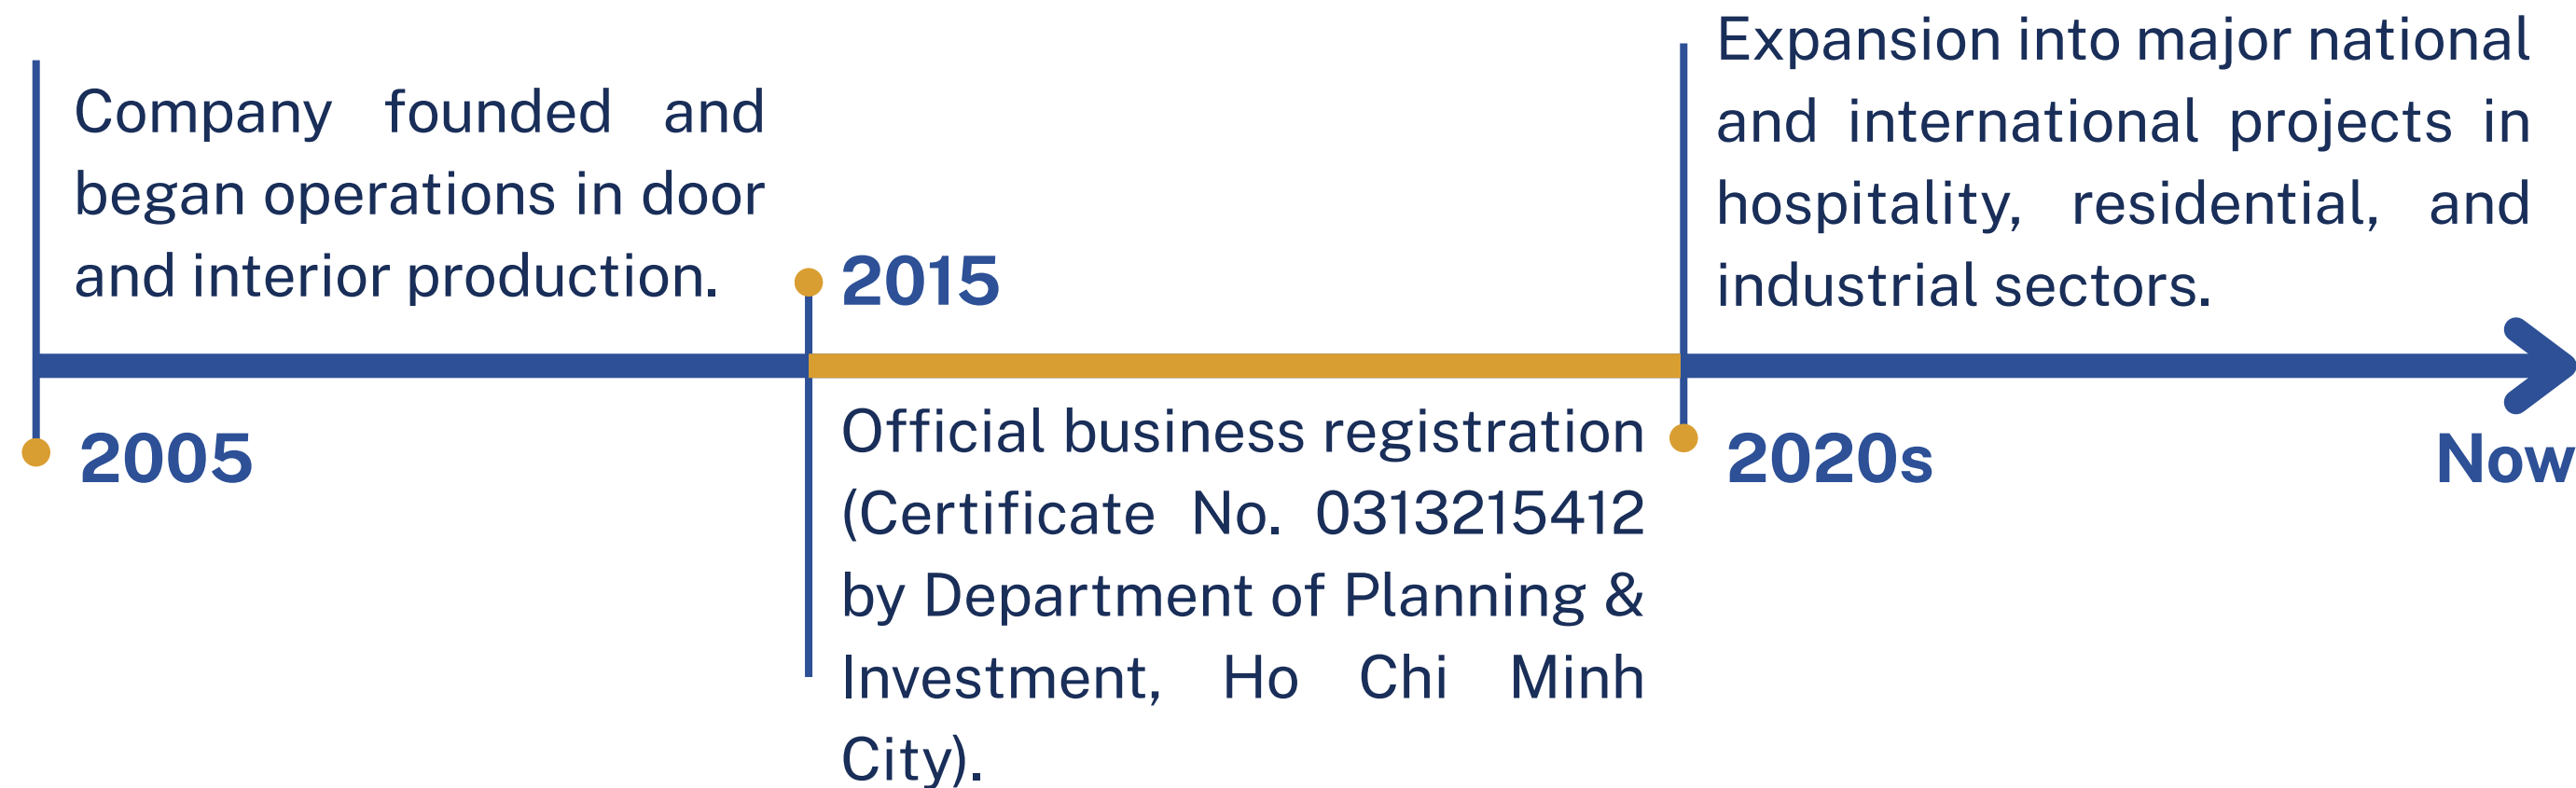 Company founded and
began operations in door
and interior production.
2005
2015
Official business registration
(Certificate No. 0313215412
by Department of Planning &
Investment, Ho Chi Minh
City).
Expansion into major national
and international projects in
hospitality, residential, and
industrial sectors.
2020s
Now